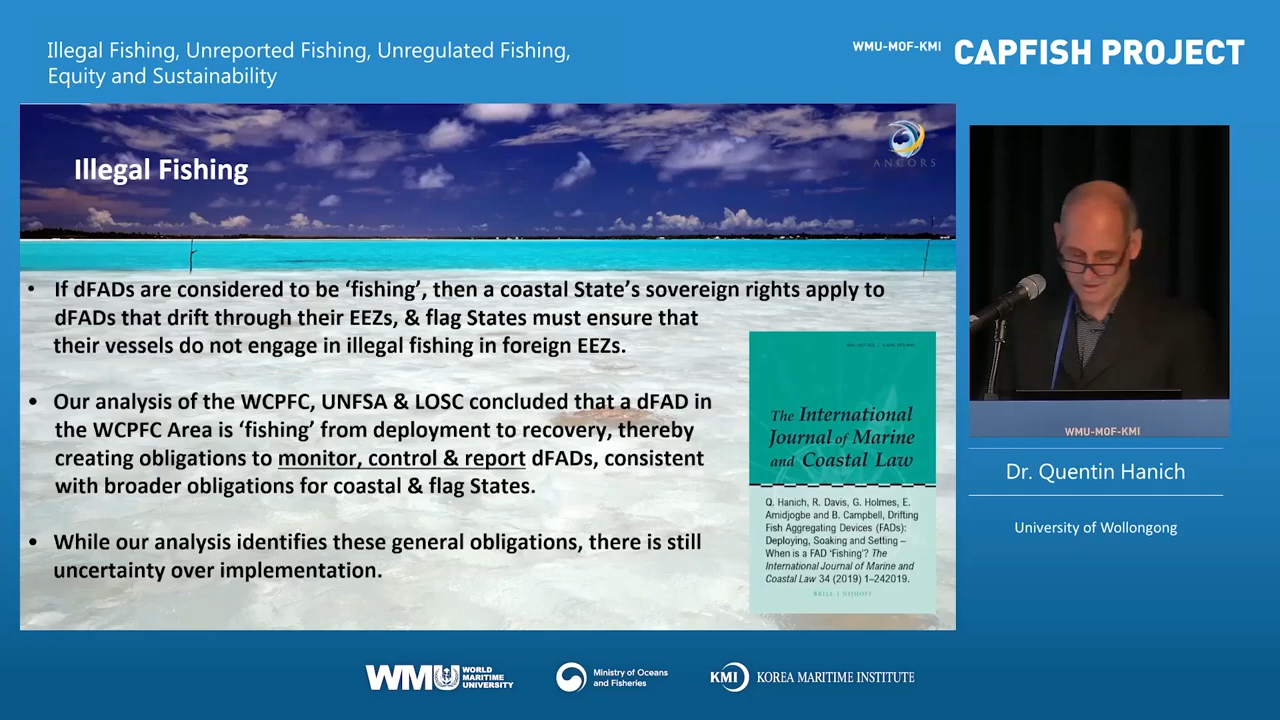 Illegal Fishing, Unreported Fishing, Unregulated Fishing,
Equity and Sustainability
WMU-MOF-KMI CAPFISH PROJECT
Illegal Fishing
ANCORS
• If dFADs are considered to be ‘fishing’, then a coastal State’s sovereign rights apply to
dFADs that drift through their EEZs, & flag States must ensure that
their vessels do not engage in illegal fishing in foreign EEZs.
• Our analysis of the WCPFC, UNFSA & LOSC concluded that a dFAD in
the WCPFC Area is ‘fishing’ from deployment to recovery, thereby
creating obligations to monitor, control & report dFADs, consistent
with broader obligations for coastal & flag States.
• While our analysis identifies these general obligations, there is still
uncertainty over implementation.
The International
Journal of Marine
and Coastal Law
Q. Hanich, R. Davis, G. Holmes, E.
Amidjogbe and B. Campbell, Drifting
Fish Aggregating Devices (FADs):
Deploying, Soaking and Setting –
When is a FAD ‘Fishing’? The
International Journal of Marine and
Coastal Law 34 (2019) 1–242019.
BRILL | NIJHOFF
WMU-MOF-KMI
Dr. Quentin Hanich
University of Wollongong
WMU WORLD
MARITIME
UNIVERSITY
Ministry of Oceans
and Fisheries
KMI KOREA MARITIME INSTITUTE